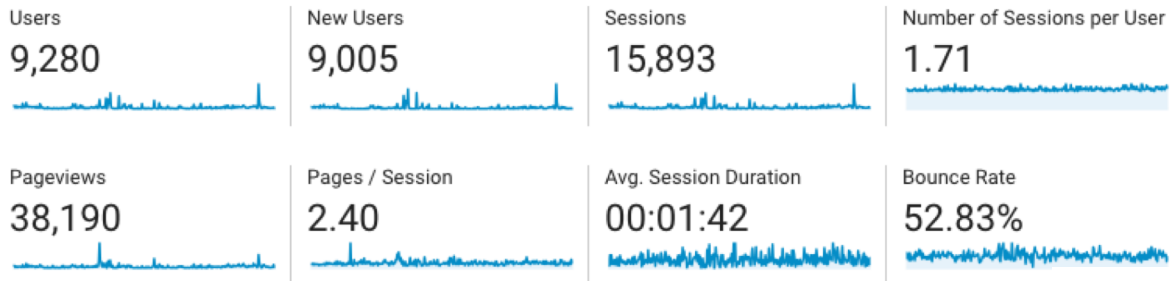 Users
9,280
New Users
9,005
Sessions
15,893
Number of Sessions per User
1.71
Pageviews
38,190
Pages / Session
2.40
Avg. Session Duration
00:01:42
Bounce Rate
52.83%